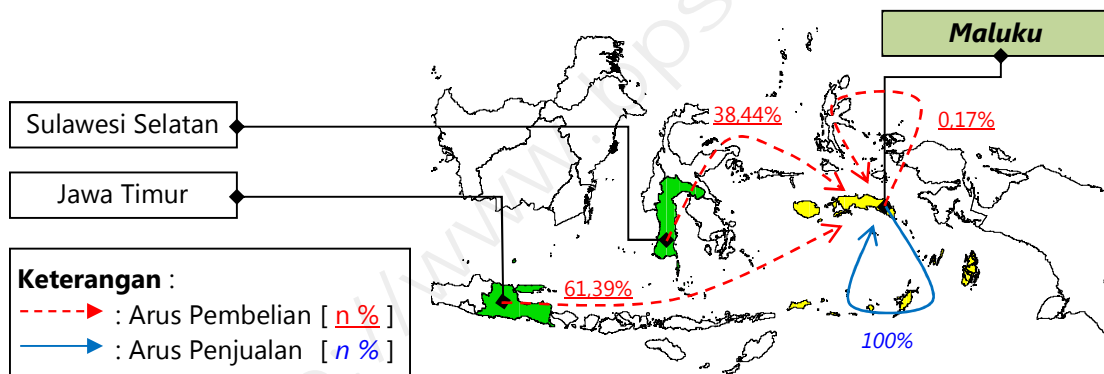 Maluku
Sulawesi Selatan
38,44%
0,17%
Jawa Timur
Keterangan :
: Arus Pembelian [ n % ]
: Arus Penjualan [ n % ]
61,39%
100%